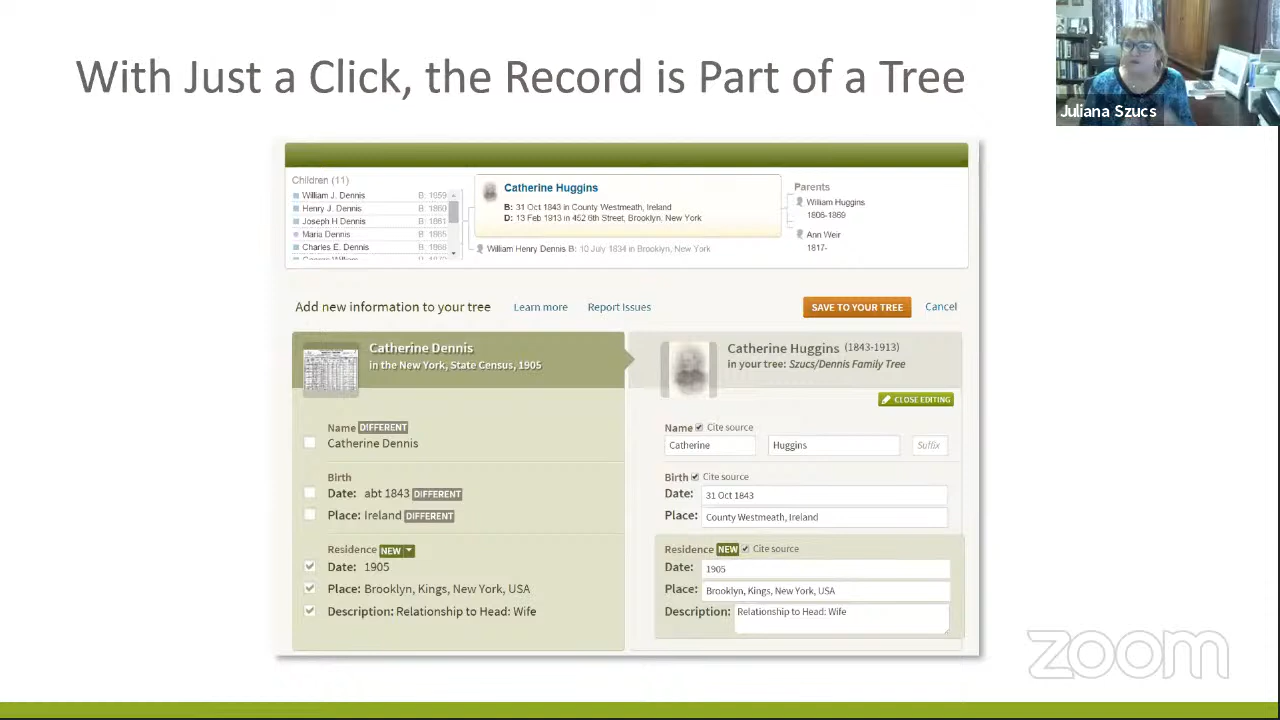 With Just a Click, the Record is Part of a Tree
Juliana Szucs
Children (11)
William J. Dennis B: 1859
Henry J. Dennis B: 1860
Joseph H Dennis B: 1861
Maria Dennis B: 1865
Charles E. Dennis B: 1868
Catherine Huggins
B: 31 Oct 1843 in County Westmeath, Ireland
D: 13 Feb 1913 in 452 6th Street, Brooklyn, New York
William Henry Dennis B: 10 July 1834 in Brooklyn, New York
Parents
William Huggins
1806-1869
Ann Weir
1817-
Add new information to your tree Learn more Report Issues SAVE TO YOUR TREE Cancel
Catherine Dennis
in the New York, State Census, 1905
Name DIFFERENT
Catherine Dennis
Birth
Date: abt 1843 DIFFERENT
Place: Ireland DIFFERENT
Residence NEW
Date: 1905
Place: Brooklyn, Kings, New York, USA
Description: Relationship to Head: Wife
Catherine Huggins (1843-1913)
in your tree: Szucs/Dennis Family Tree
CLOSE EDITING
Name Cite source
Catherine Huggins Suffix
Birth Cite source
Date: 31 Oct 1843
Place: County Westmeath, Ireland
Residence NEW Cite source
Date: 1905
Place: Brooklyn, Kings, New York, USA
Description: Relationship to Head: Wife
zoom